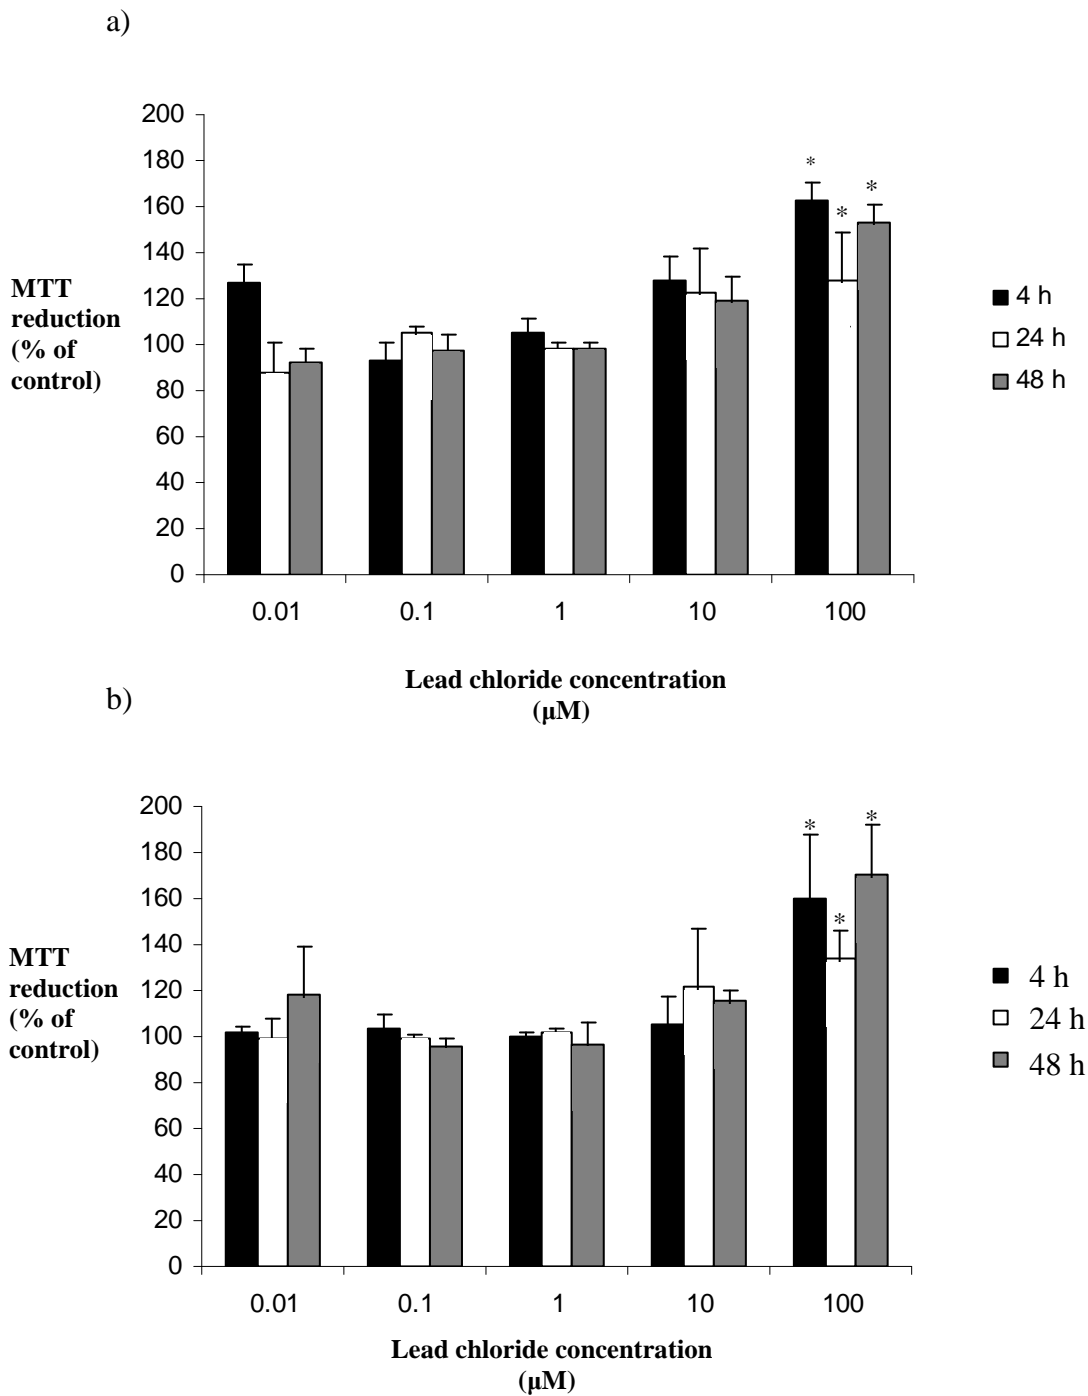 a)
200
180
160
140
120
100
80
60
40
20
0
MTT
reduction
(% of
control)
*
*
*
4 h
24 h
48 h
0.01 0.1 1 10 100
Lead chloride concentration
(µM)
b)
200
180
160
140
120
100
80
60
40
20
0
MTT
reduction
(% of
control)
*
*
*
4 h
24 h
48 h
0.01 0.1 1 10 100
Lead chloride concentration
(µM)